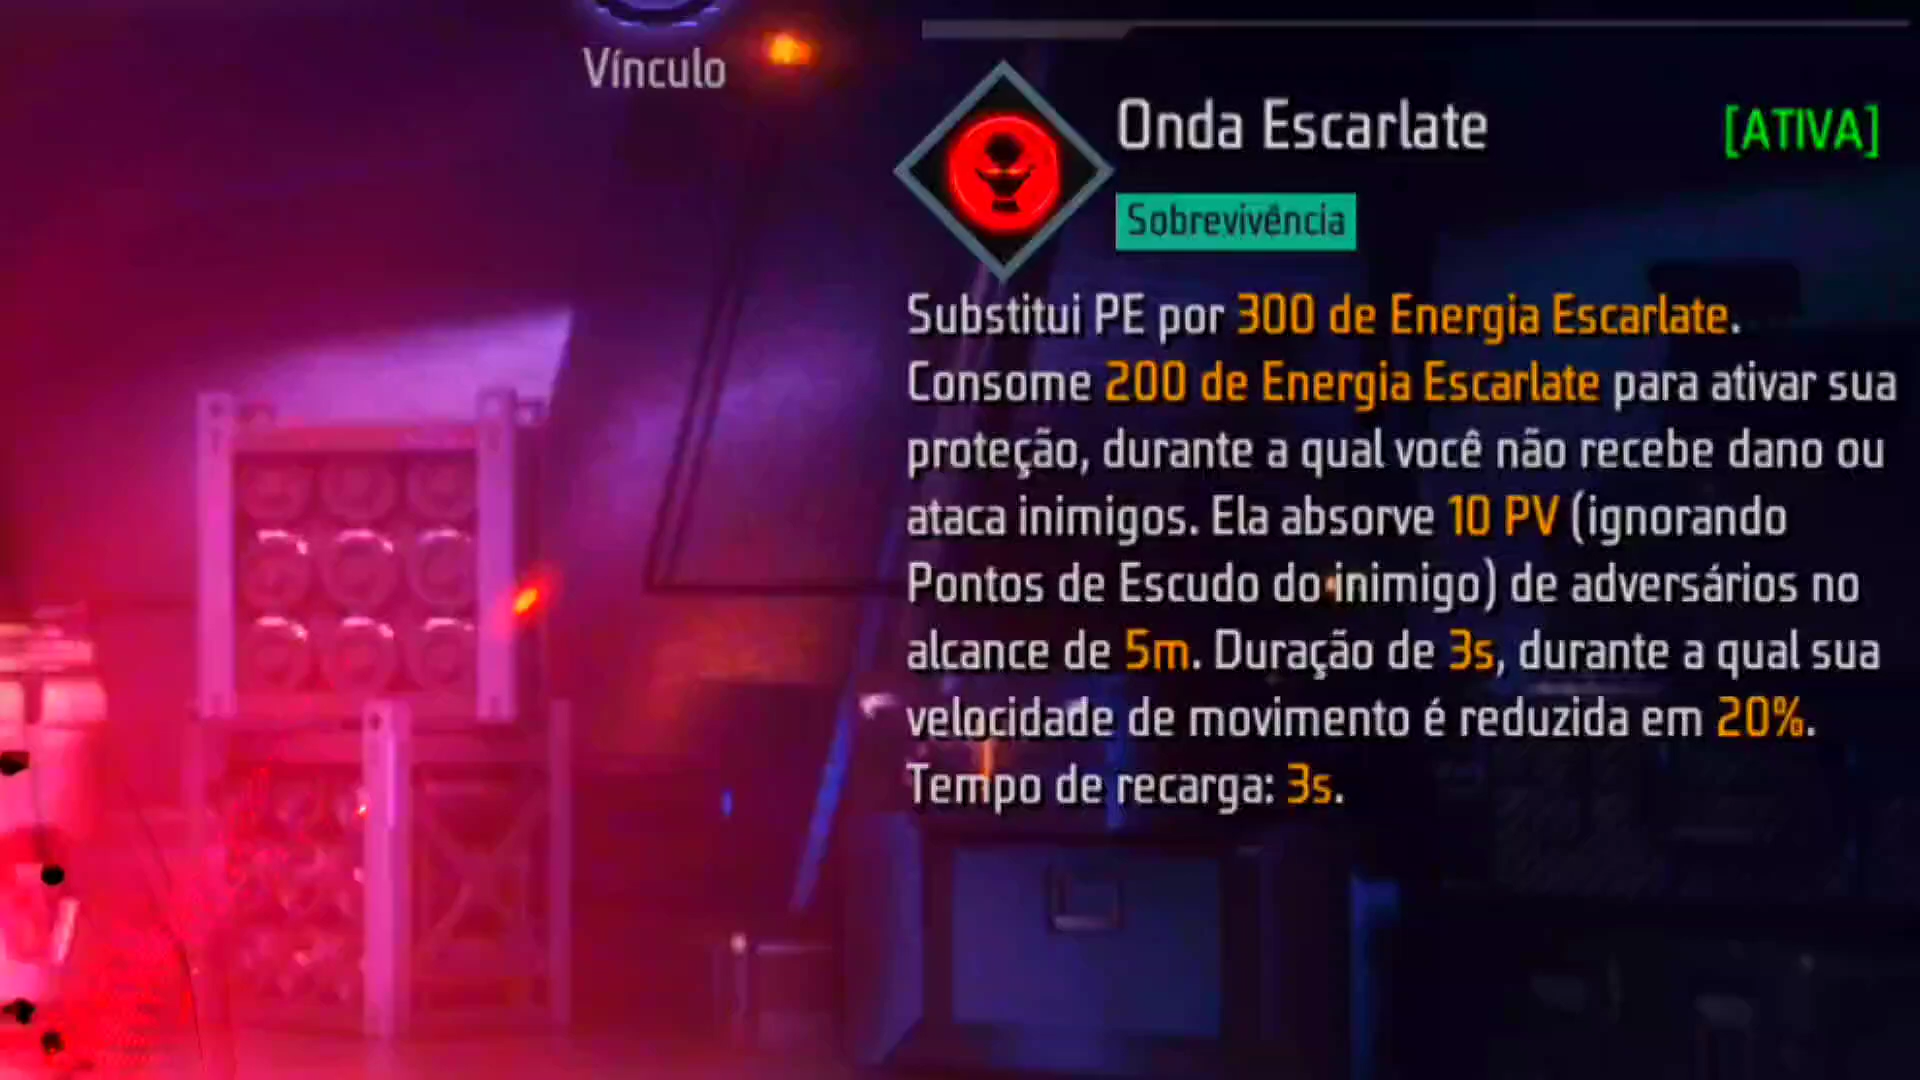 Vínculo
Onda Escarlate
[ATIVA]
Sobrevivência
Substitui PE por 300 de Energia Escarlate.
Consome 200 de Energia Escarlate para ativar sua
proteção, durante a qual você não recebe dano ou
ataca inimigos. Ela absorve 10 PV (ignorando
Pontos de Escudo do inimigo) de adversários no
alcance de 5m. Duração de 3s, durante a qual sua
velocidade de movimento é reduzida em 20%.
Tempo de recarga: 3s.